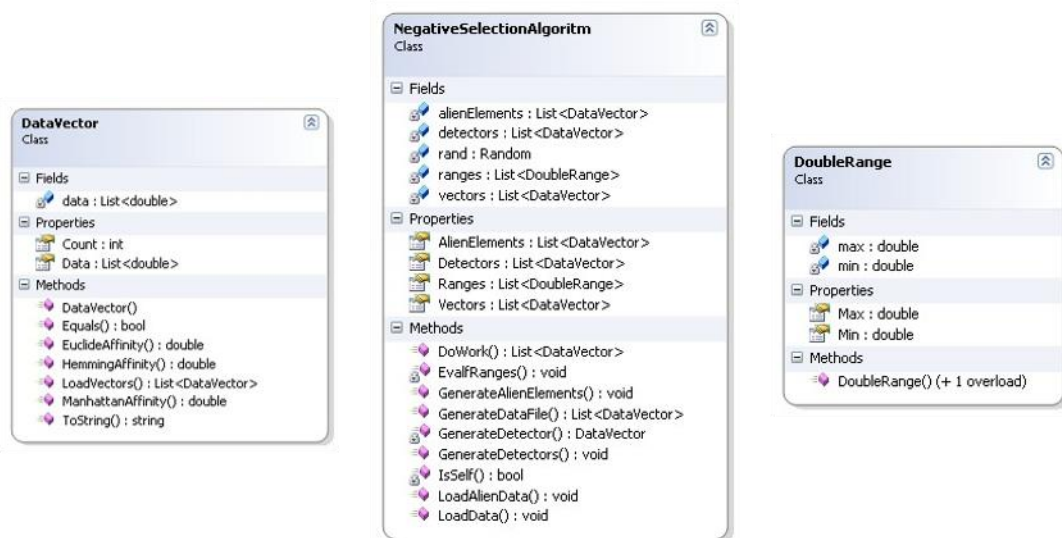 DataVector
Class
Fields
data : List<double>
Properties
Count : int
Data : List<double>
Methods
DataVector()
Equals() : bool
EuclideAffinity() : double
HemmingAffinity() : double
LoadVectors() : List<DataVector>
ManhattanAffinity() : double
ToString() : string
NegativeSelectionAlgoritm
Class
Fields
alienElements : List<DataVector>
detectors : List<DataVector>
rand : Random
ranges : List<DoubleRange>
vectors : List<DataVector>
Properties
AlienElements : List<DataVector>
Detectors : List<DataVector>
Ranges : List<DoubleRange>
Vectors : List<DataVector>
Methods
DoWork() : List<DataVector>
EvalfRanges() : void
GenerateAlienElements() : void
GenerateDataFile() : List<DataVector>
GenerateDetector() : DataVector
GenerateDetectors() : void
IsSelf() : bool
LoadAlienData() : void
LoadData() : void
DoubleRange
Class
Fields
max : double
min : double
Properties
Max : double
Min : double
Methods
DoubleRange() (+ 1 overload)